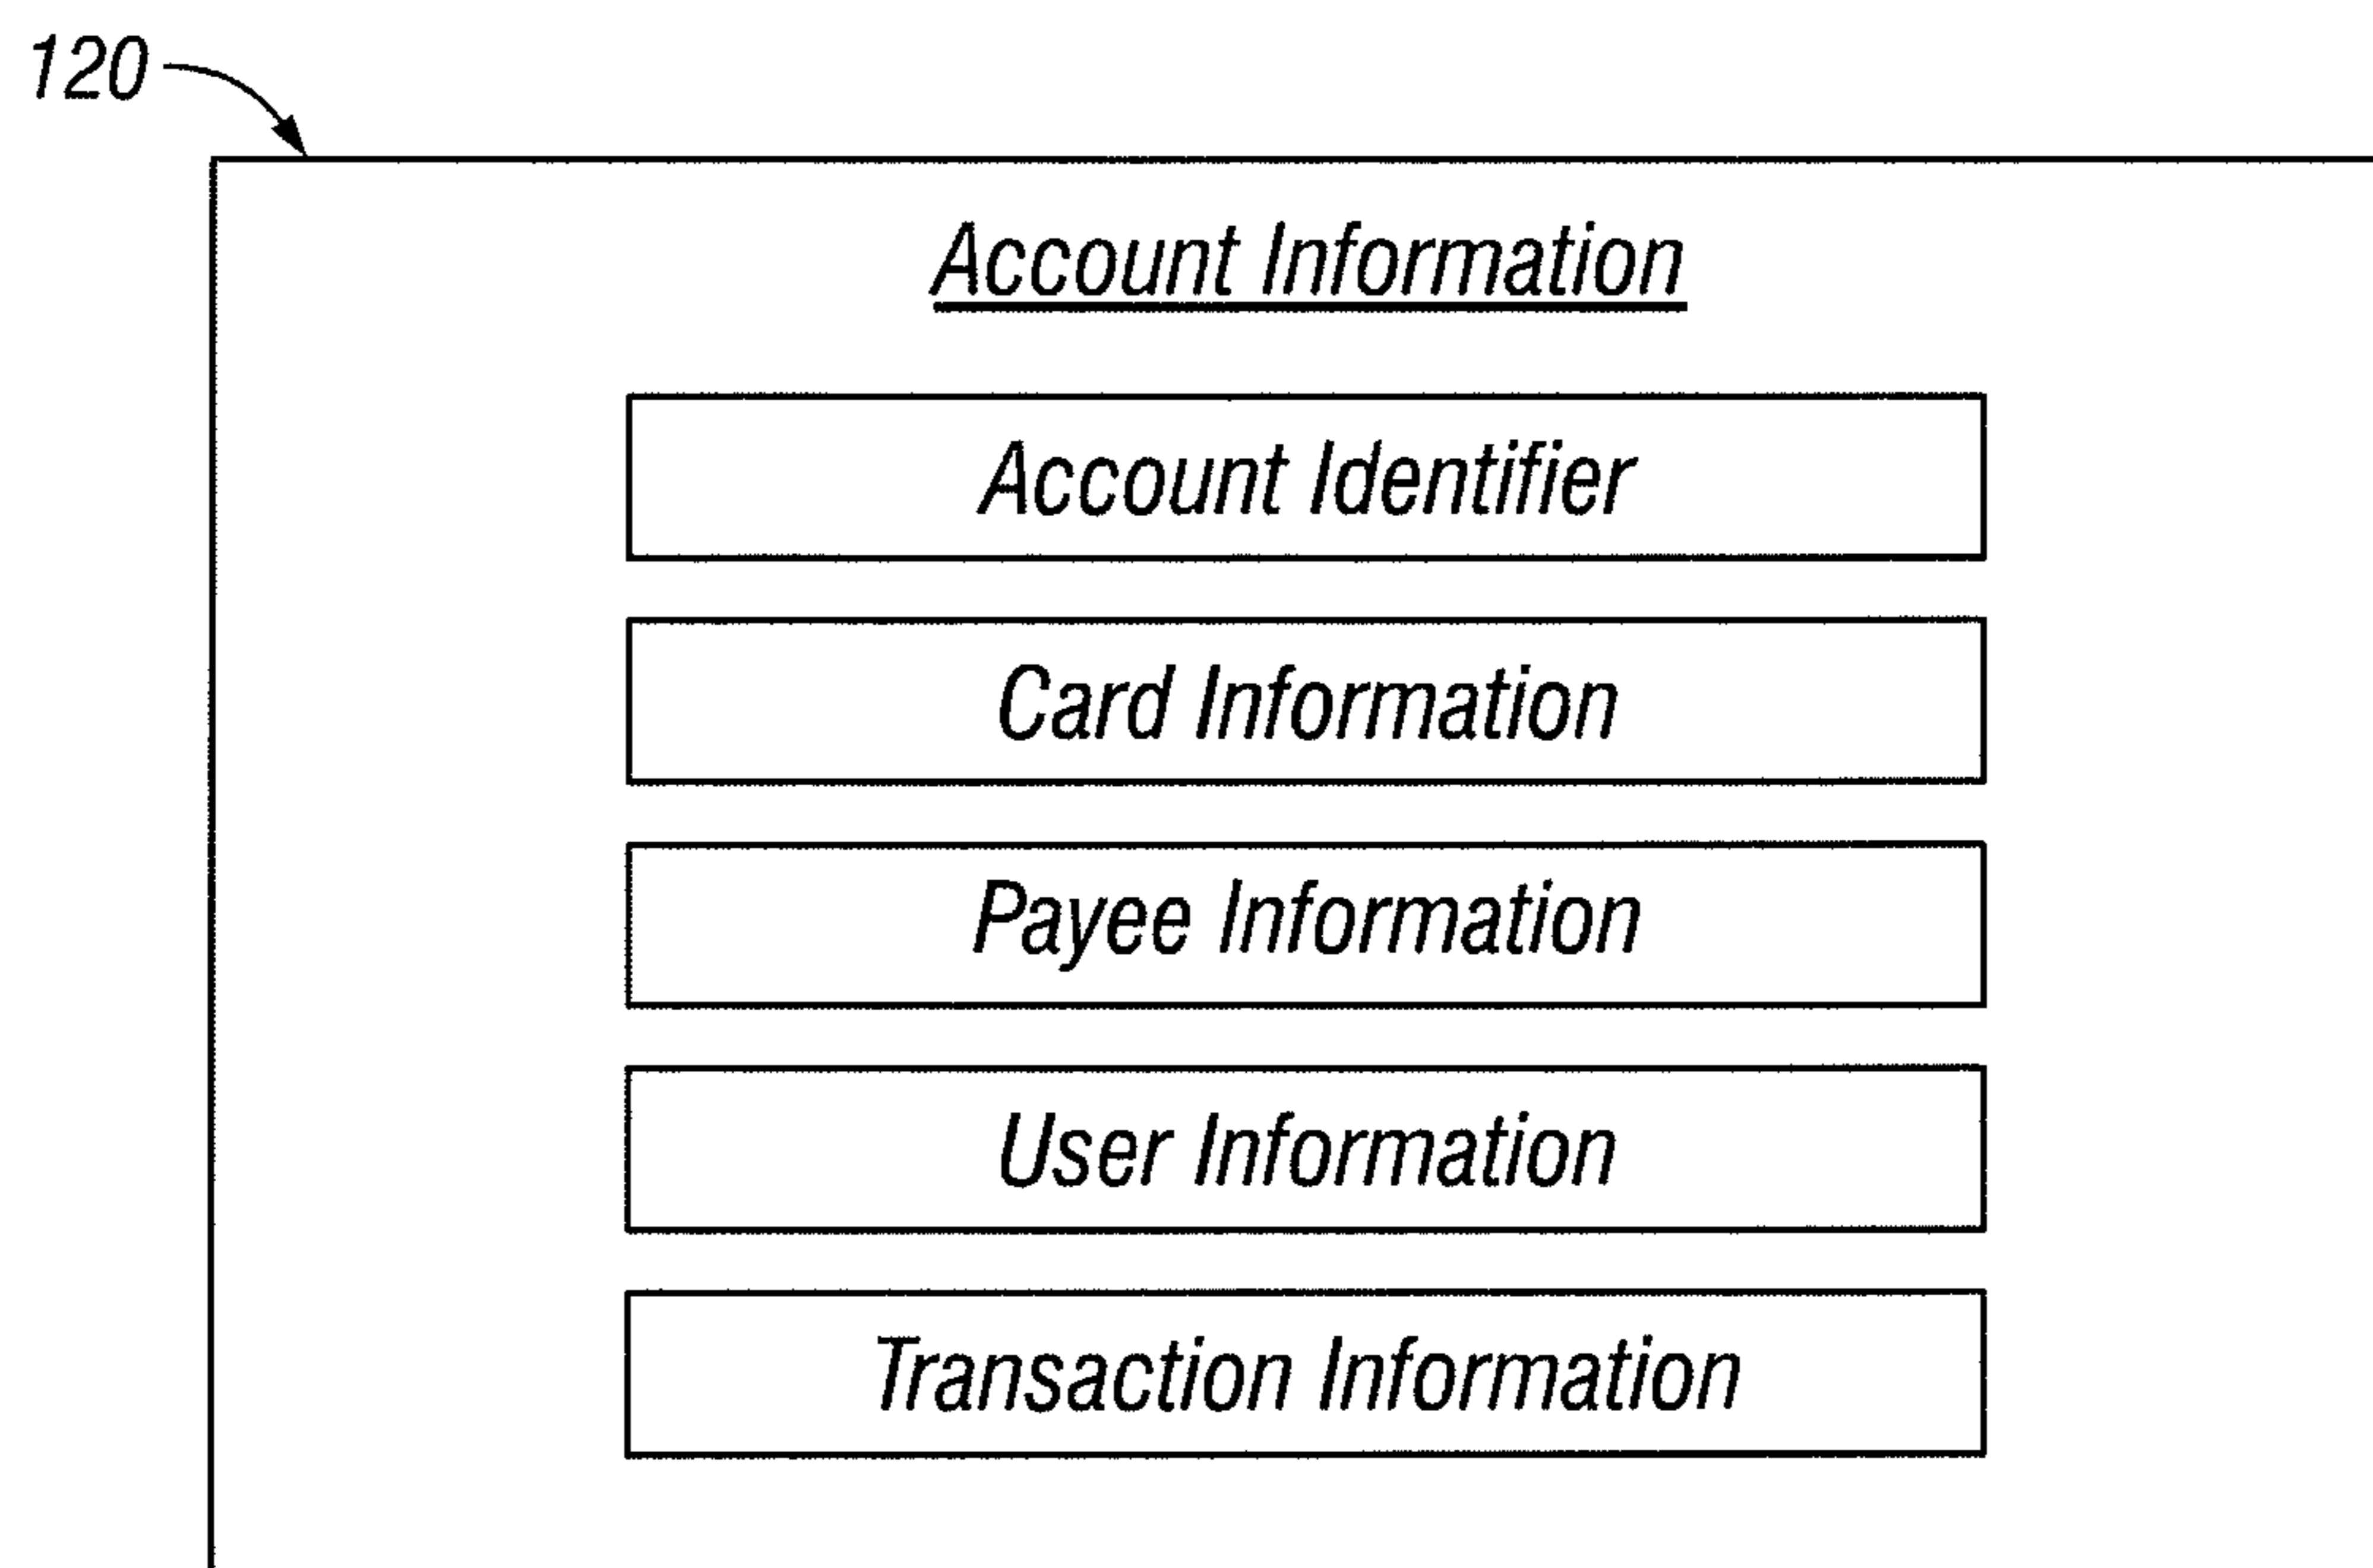 120
Account Information
Account Identifier
Card Information
Payee Information
User Information
Transaction Information